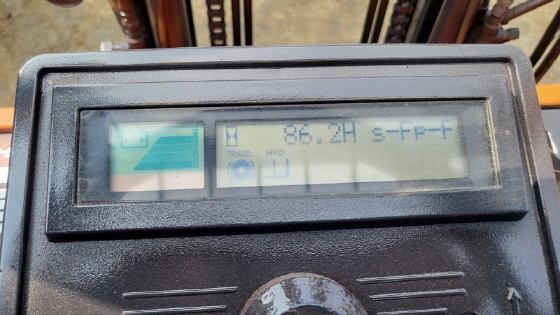 86.2H s-Fp-F
TRAVEL HYD